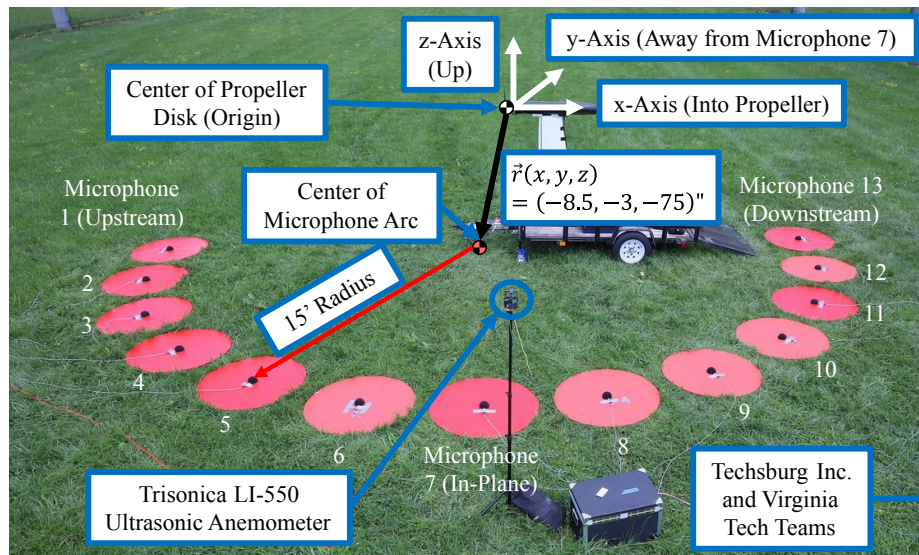 z-Axis
(Up)
y-Axis (Away from Microphone 7)
Center of Propeller
Disk (Origin)
x-Axis (Into Propeller)
Microphone
1 (Upstream)
Center of
Microphone Arc
r⃗(x, y, z)
= (−8.5, −3, −75)"
Microphone 13
(Downstream)
2
3
4
5
6
15' Radius
12
11
10
9
8
Microphone
7 (In-Plane)
Trisonica LI-550
Ultrasonic Anemometer
Techsburg Inc.
and Virginia
Tech Teams